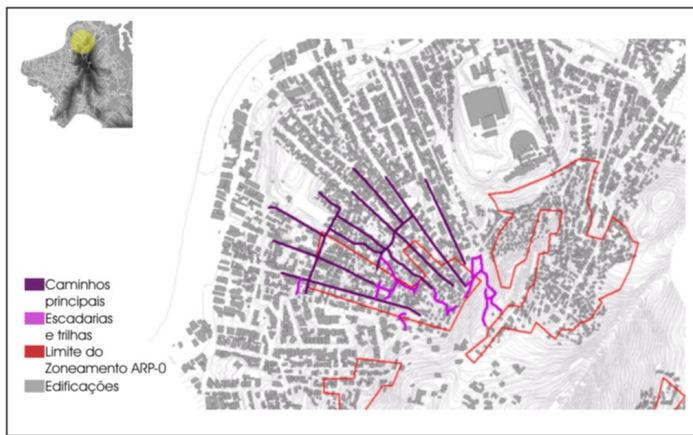 Caminhos
principais
Escadarias
e trilhas
Limite do
Zoneamento ARP-0
Edificações